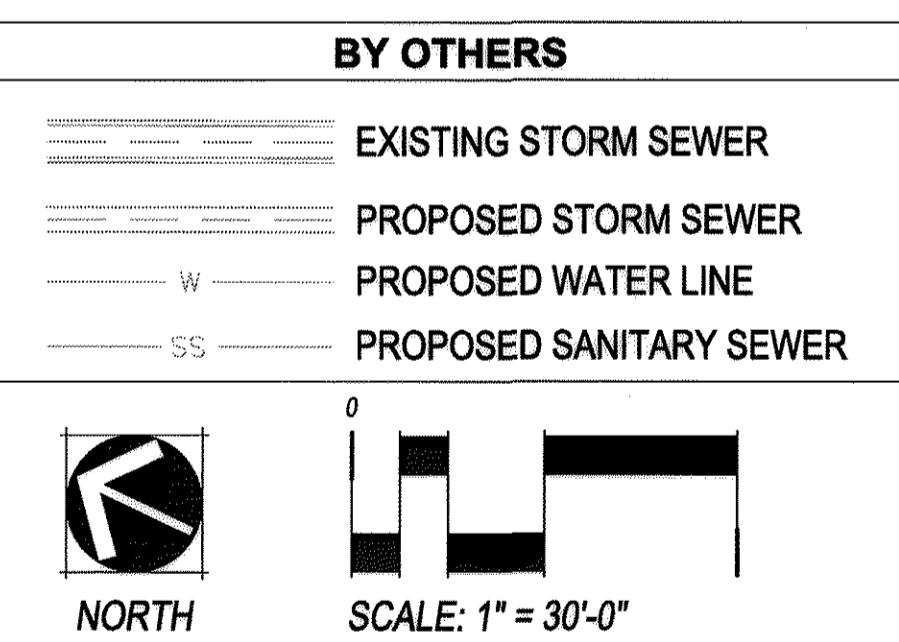 BY OTHERS
EXISTING STORM SEWER
PROPOSED STORM SEWER
W PROPOSED WATER LINE
SS PROPOSED SANITARY SEWER
0
NORTH
SCALE: 1" = 30'-0"